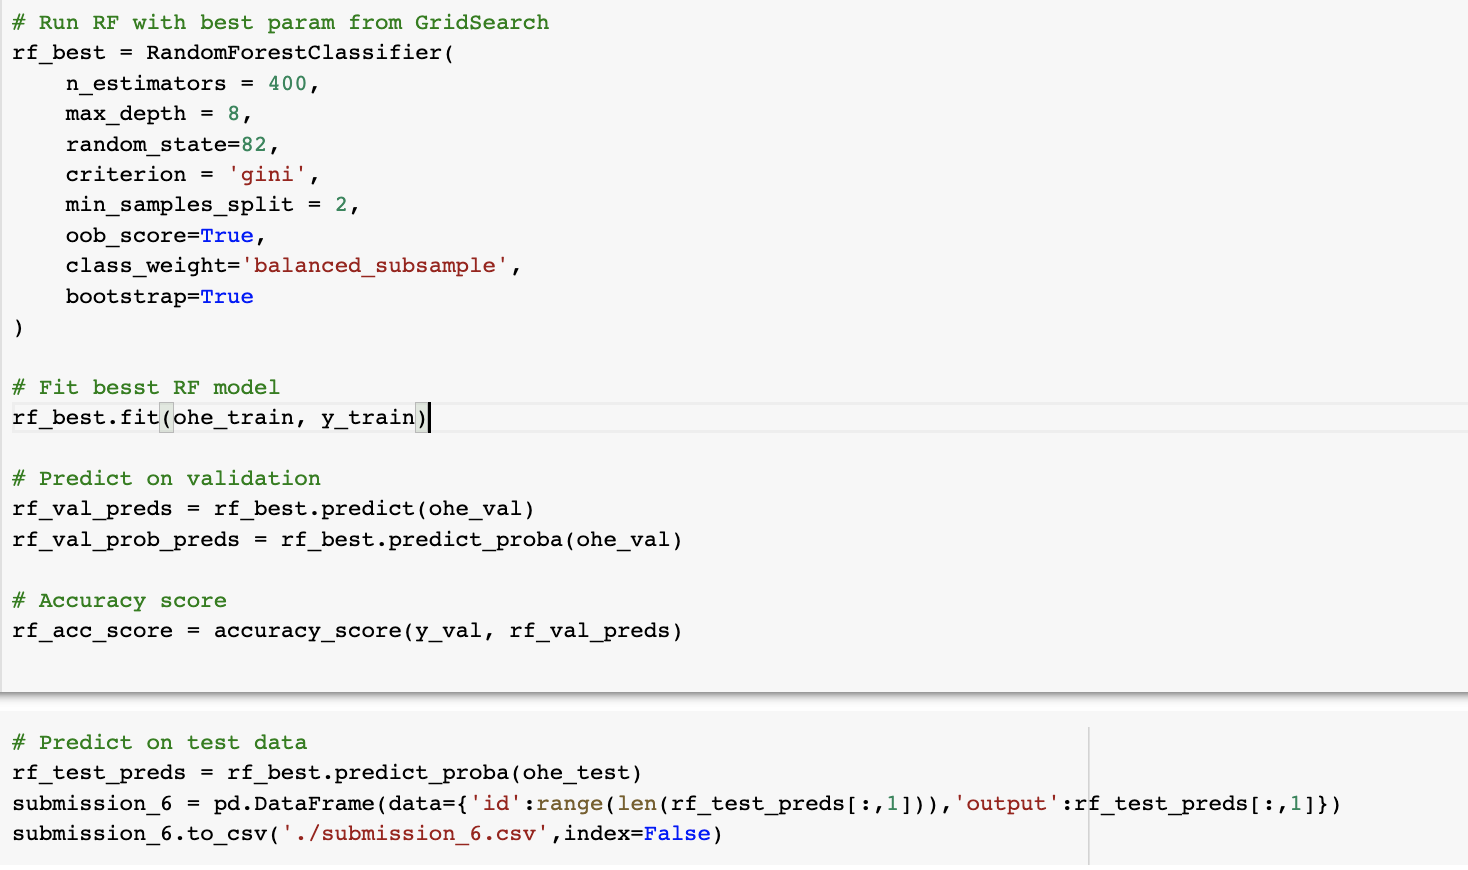 # Run RF with best param from GridSearch
rf_best = RandomForestClassifier(
    n_estimators = 400,
    max_depth = 8,
    random_state=82,
    criterion = 'gini',
    min_samples_split = 2,
    oob_score=True,
    class_weight='balanced_subsample',
    bootstrap=True
)
# Fit besst RF model
rf_best.fit(ohe_train, y_train)
# Predict on validation
rf_val_preds = rf_best.predict(ohe_val)
rf_val_prob_preds = rf_best.predict_proba(ohe_val)
# Accuracy score
rf_acc_score = accuracy_score(y_val, rf_val_preds)
# Predict on test data
rf_test_preds = rf_best.predict_proba(ohe_test)
submission_6 = pd.DataFrame(data={'id':range(len(rf_test_preds[:,1])),'output':rf_test_preds[:,1]})
submission_6.to_csv('./submission_6.csv',index=False)